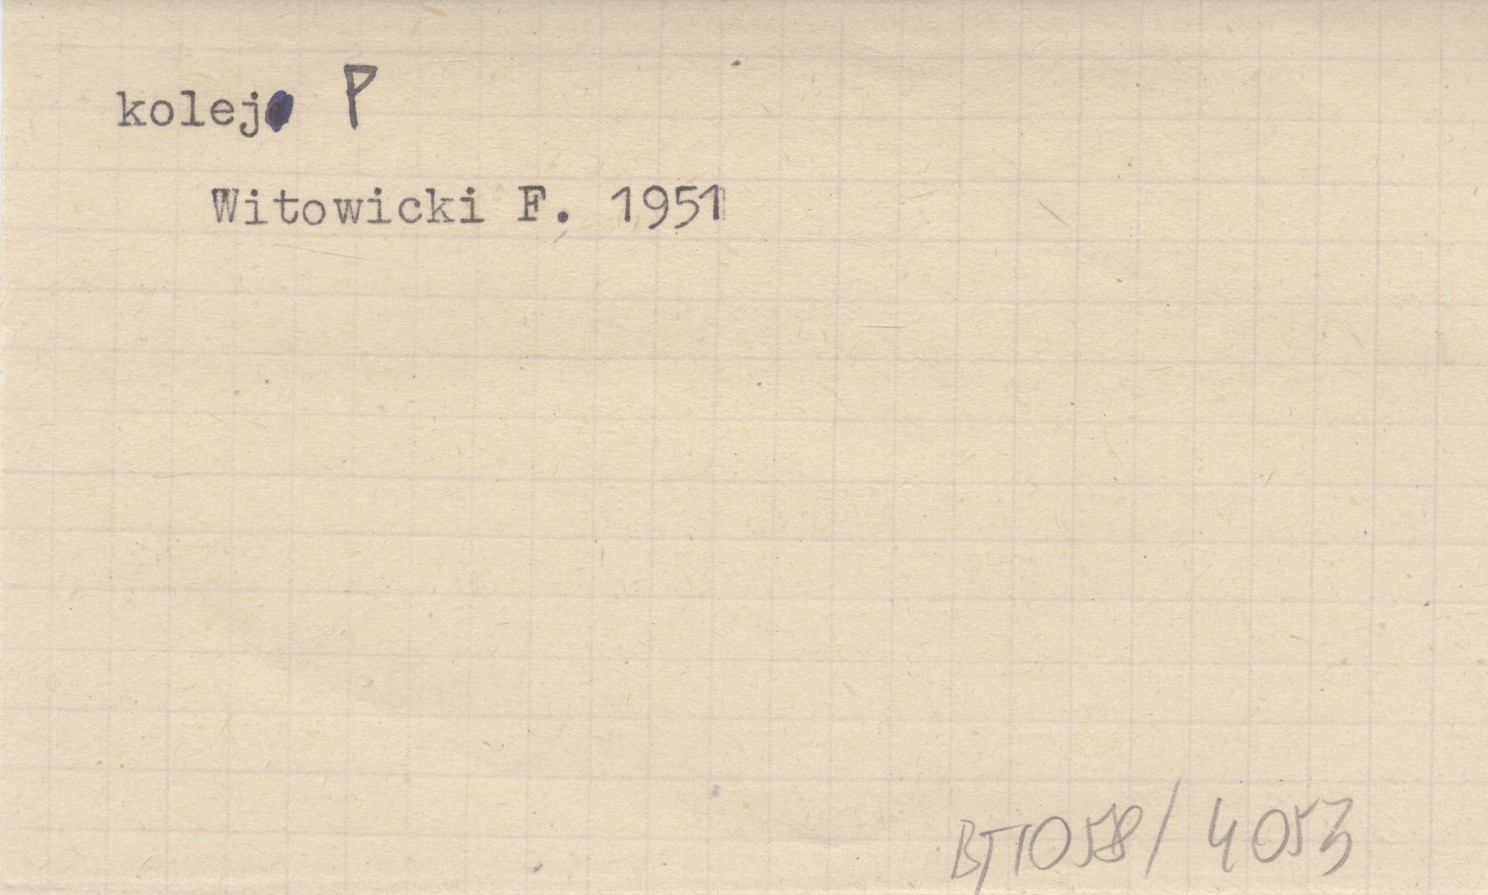 kolej P
Witowicki F. 1951
BT1058/4053